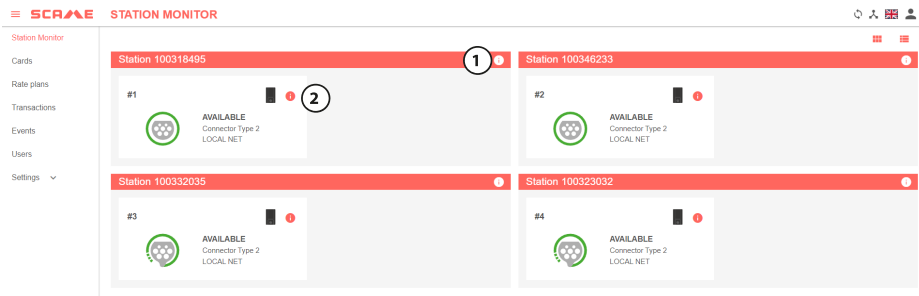 SCAME STATION MONITOR
Station Monitor
Cards
Rate plans
Transactions
Events
Users
Settings
Station 100318495 1 i
#1 i 2
AVAILABLE
Connector Type 2
LOCAL NET
Station 100346233 i
#2 i
AVAILABLE
Connector Type 2
LOCAL NET
Station 100332035 i
#3 i
AVAILABLE
Connector Type 2
LOCAL NET
Station 100323032 i
#4 i
AVAILABLE
Connector Type 2
LOCAL NET